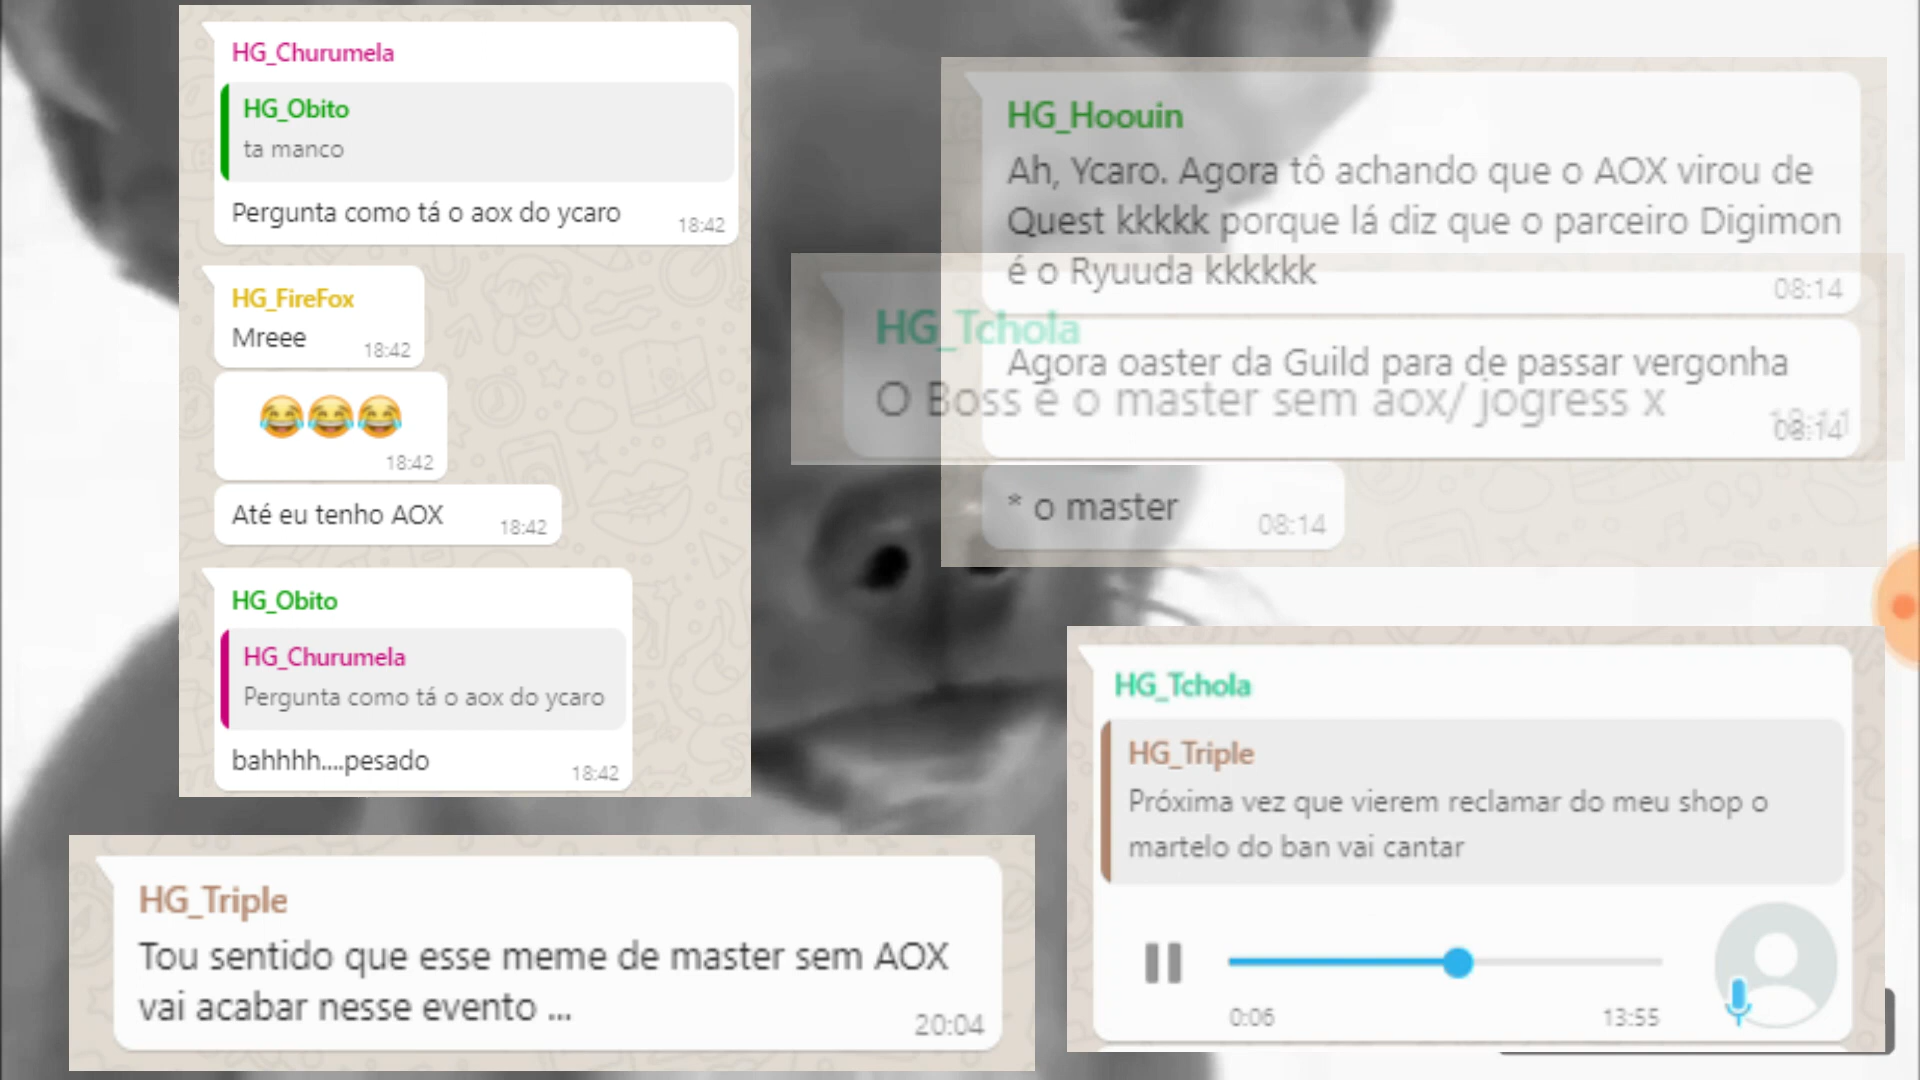 HG_Churumela
HG_Obito
ta manco
Pergunta como tá o aox do ycaro
18:42
HG_FireFox
Mreee
18:42
😂😂😂
18:42
Até eu tenho AOX
18:42
HG_Obito
HG_Churumela
Pergunta como tá o aox do ycaro
bahhhh....pesado
18:42
HG_Hoouin
Ah, Ycaro. Agora tô achando que o AOX virou de
Quest kkkkk porque lá diz que o parceiro Digimon
é o Ryuuda kkkkkk
08:14
Agora oaster da Guild para de passar vergonha
08:14
* o master
08:14
HG_Tchola
O Boss é o master sem aox/ jogress x
HG_Tchola
HG_Triple
Próxima vez que vierem reclamar do meu shop o
martelo do ban vai cantar
0:06
13:55
HG_Triple
Tou sentido que esse meme de master sem AOX
vai acabar nesse evento ...
20:04